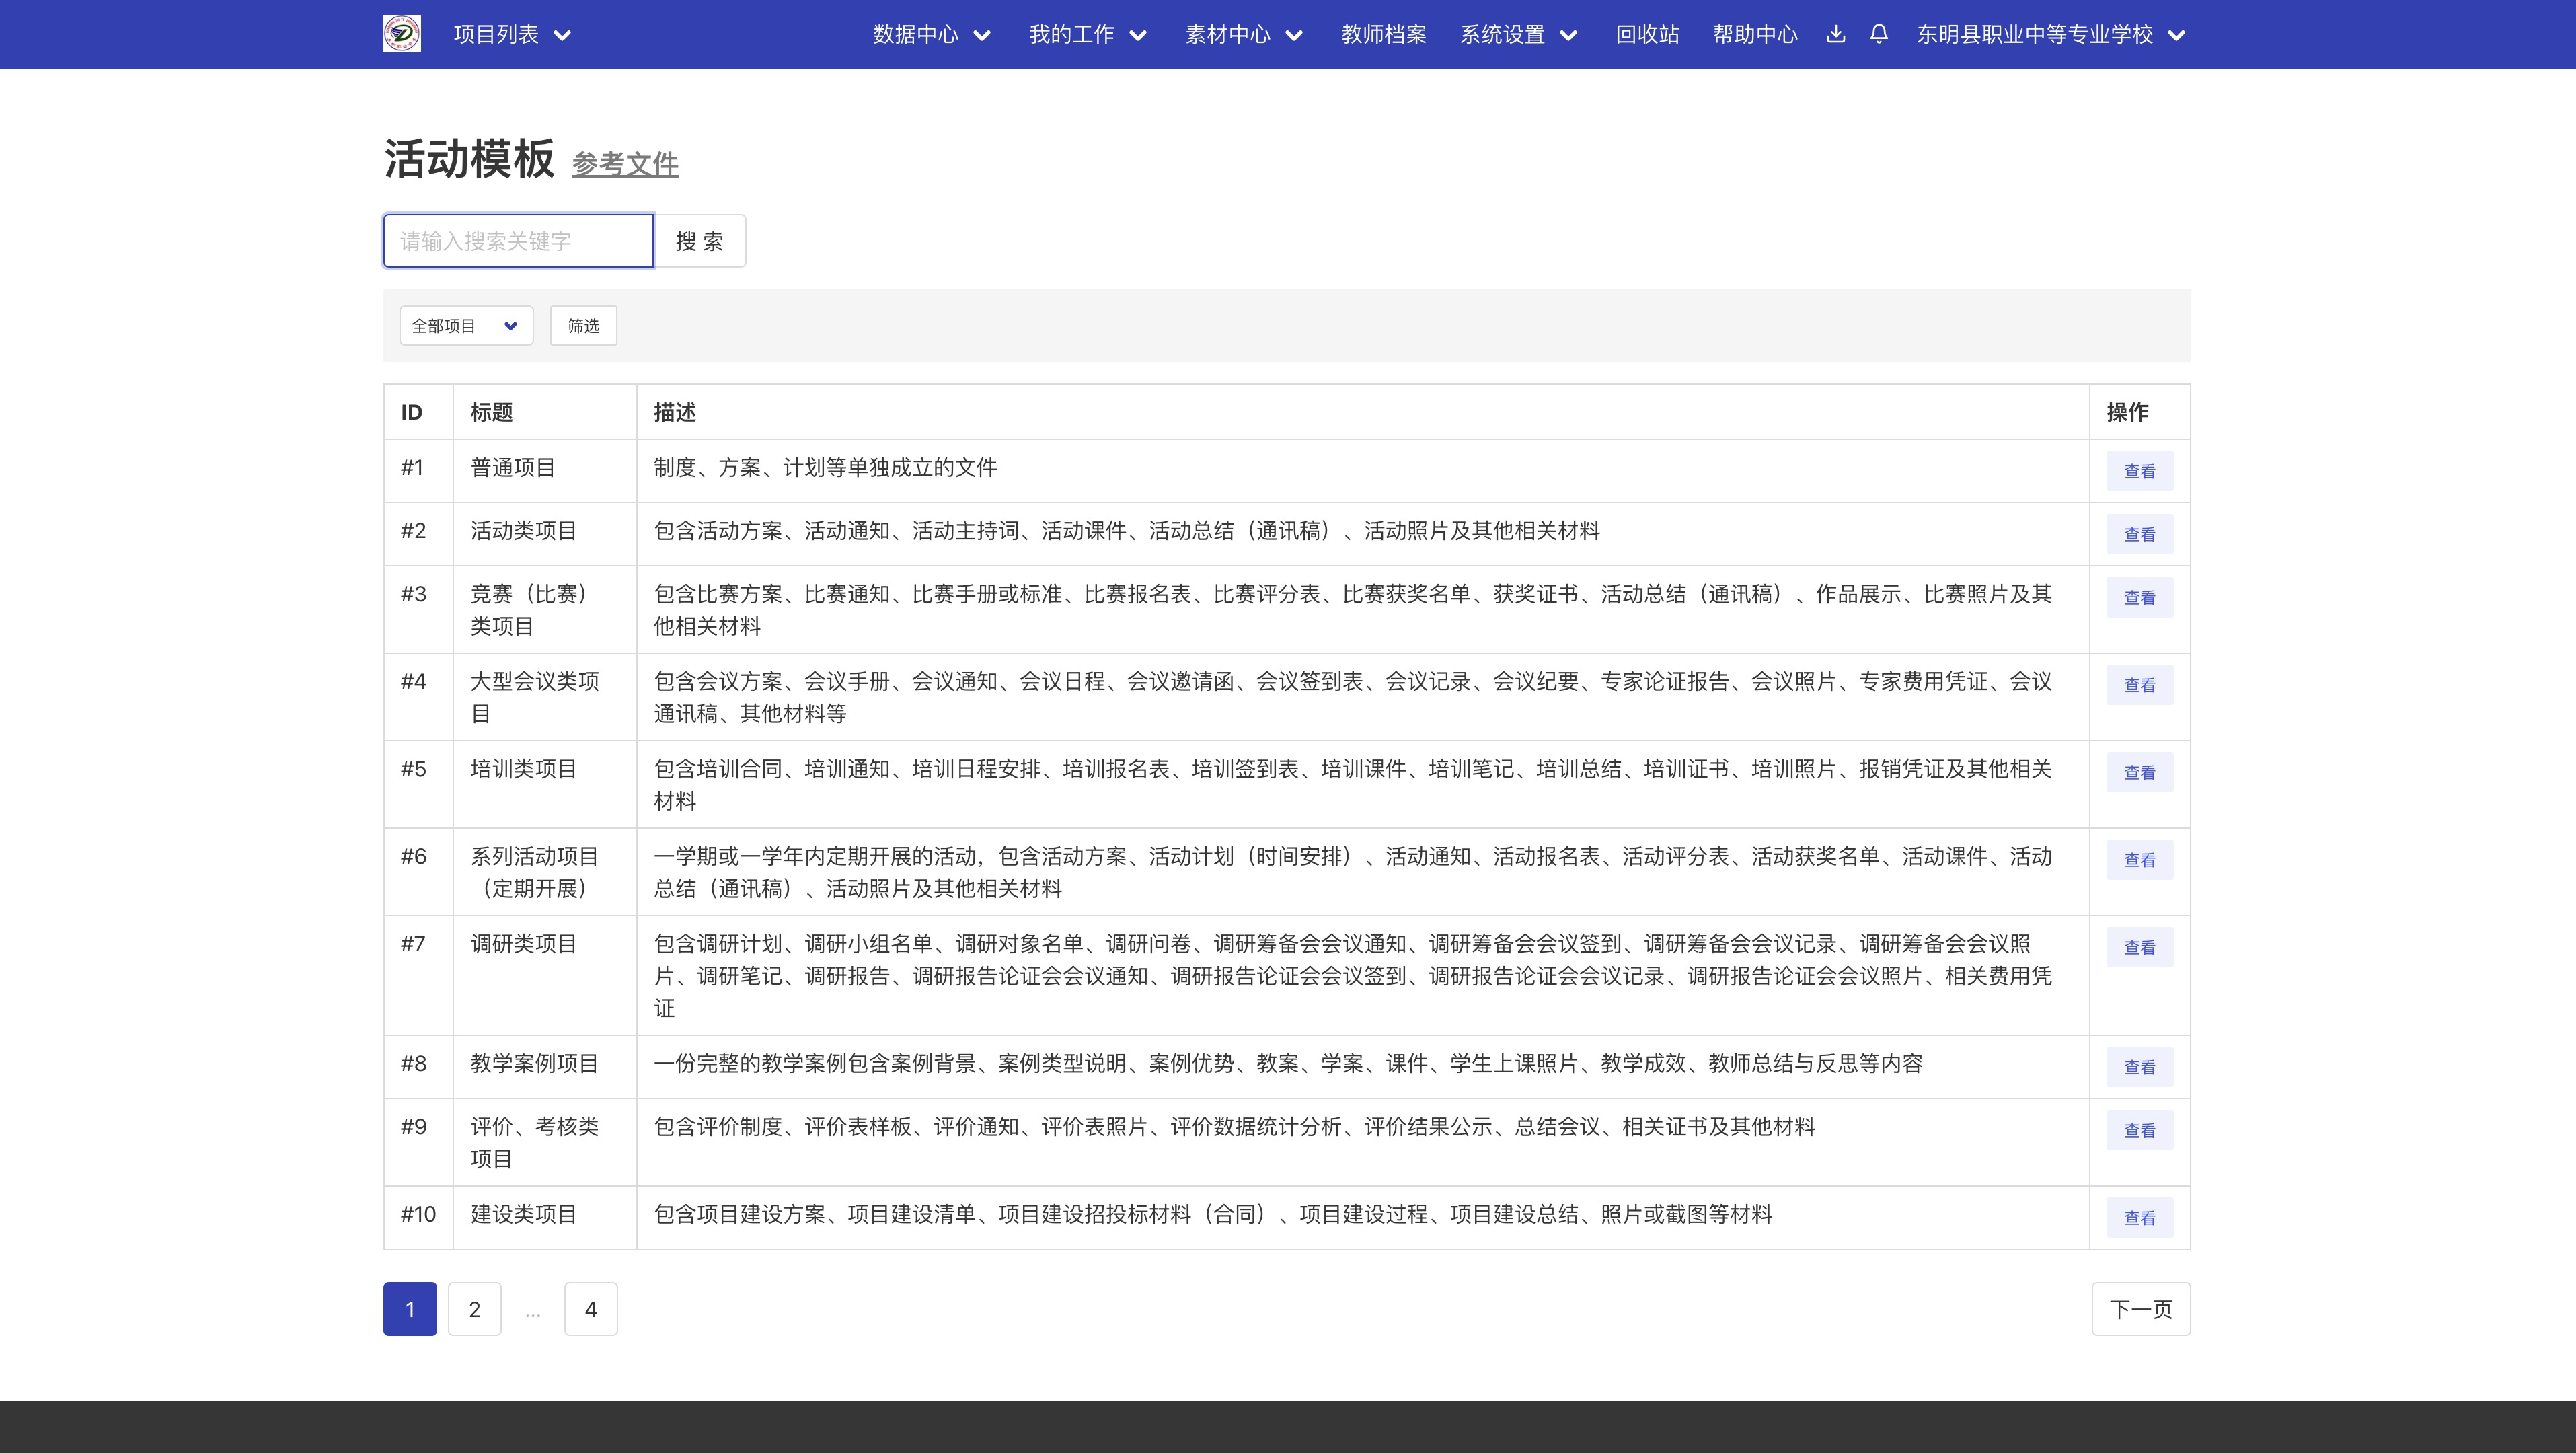 项目列表
数据中心
我的工作
素材中心
教师档案
系统设置
回收站
帮助中心
东明县职业中等专业学校
活动模板 参考文件
请输入搜索关键字
搜 索
全部项目
筛选
ID 标题 描述 操作
#1 普通项目 制度、方案、计划等单独成立的文件 查看
#2 活动类项目 包含活动方案、活动通知、活动主持词、活动课件、活动总结（通讯稿）、活动照片及其他相关材料 查看
#3 竞赛（比赛） 包含比赛方案、比赛通知、比赛手册或标准、比赛报名表、比赛评分表、比赛获奖名单、获奖证书、活动总结（通讯稿）、作品展示、比赛照片及其 查看
类项目 他相关材料
#4 大型会议类项 包含会议方案、会议手册、会议通知、会议日程、会议邀请函、会议签到表、会议记录、会议纪要、专家论证报告、会议照片、专家费用凭证、会议 查看
目 通讯稿、其他材料等
#5 培训类项目 包含培训合同、培训通知、培训日程安排、培训报名表、培训签到表、培训课件、培训笔记、培训总结、培训证书、培训照片、报销凭证及其他相关 查看
材料
#6 系列活动项目 一学期或一学年内定期开展的活动，包含活动方案、活动计划（时间安排）、活动通知、活动报名表、活动评分表、活动获奖名单、活动课件、活动 查看
（定期开展） 总结（通讯稿）、活动照片及其他相关材料
#7 调研类项目 包含调研计划、调研小组名单、调研对象名单、调研问卷、调研筹备会会议通知、调研筹备会会议签到、调研筹备会会议记录、调研筹备会会议照 查看
片、调研笔记、调研报告、调研报告论证会会议通知、调研报告论证会会议签到、调研报告论证会会议记录、调研报告论证会会议照片、相关费用凭
证
#8 教学案例项目 一份完整的教学案例包含案例背景、案例类型说明、案例优势、教案、学案、课件、学生上课照片、教学成效、教师总结与反思等内容 查看
#9 评价、考核类 包含评价制度、评价表样板、评价通知、评价表照片、评价数据统计分析、评价结果公示、总结会议、相关证书及其他材料 查看
项目
#10 建设类项目 包含项目建设方案、项目建设清单、项目建设招投标材料（合同）、项目建设过程、项目建设总结、照片或截图等材料 查看
1 2 … 4 下一页